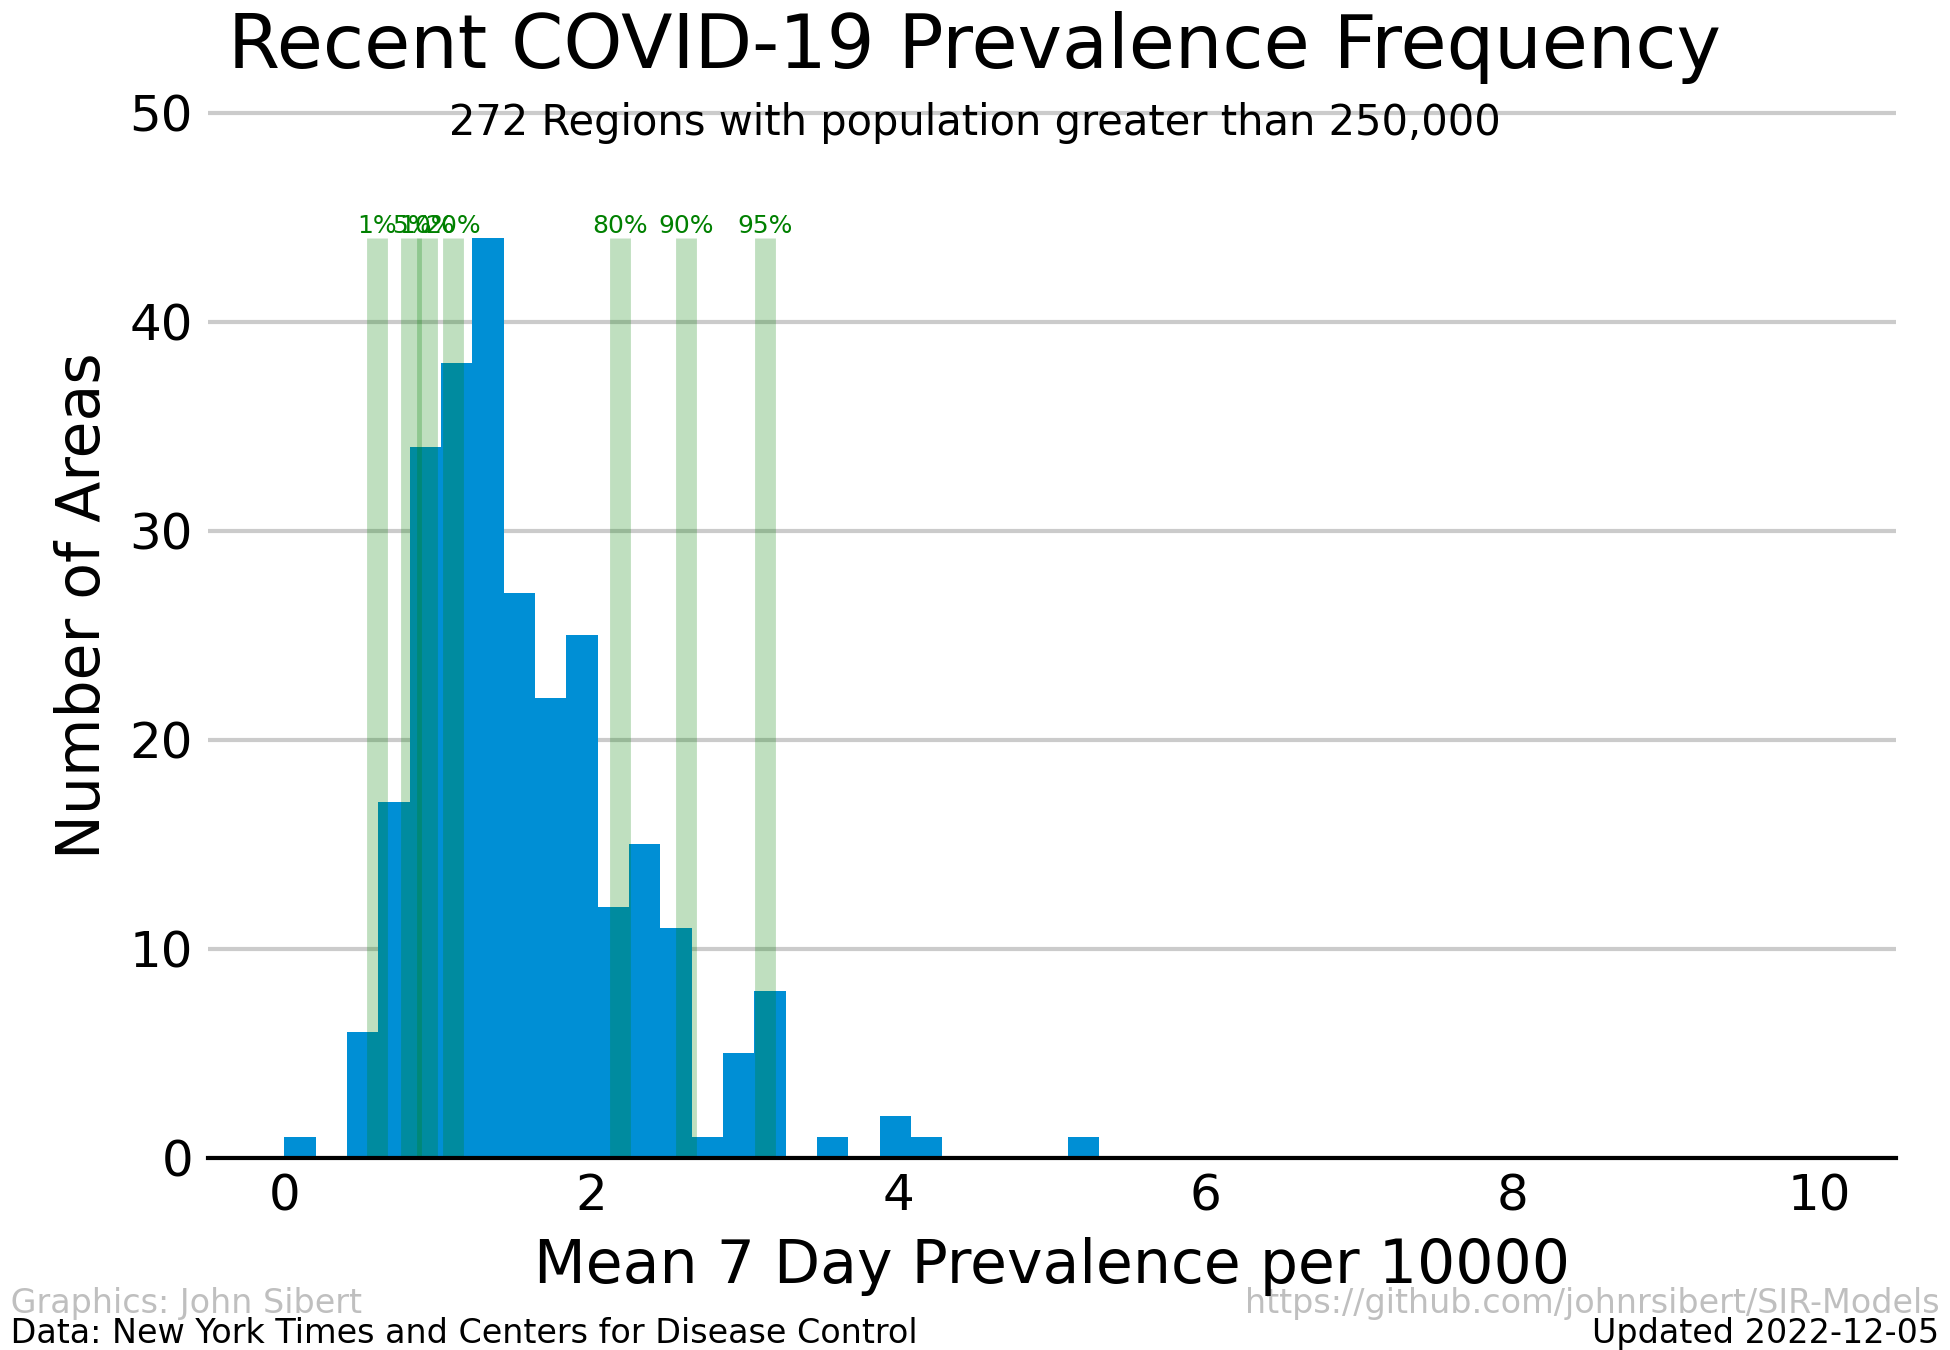 Recent COVID-19 Prevalence Frequency
272 Regions with population greater than 250,000
50
40
30
20
10
0
1% 5% 10% 20% 80% 90% 95%
Number of Areas
0 2 4 6 8 10
Mean 7 Day Prevalence per 10000
Graphics: John Sibert https://github.com/johnrsibert/SIR-Models
Data: New York Times and Centers for Disease Control Updated 2022-12-05